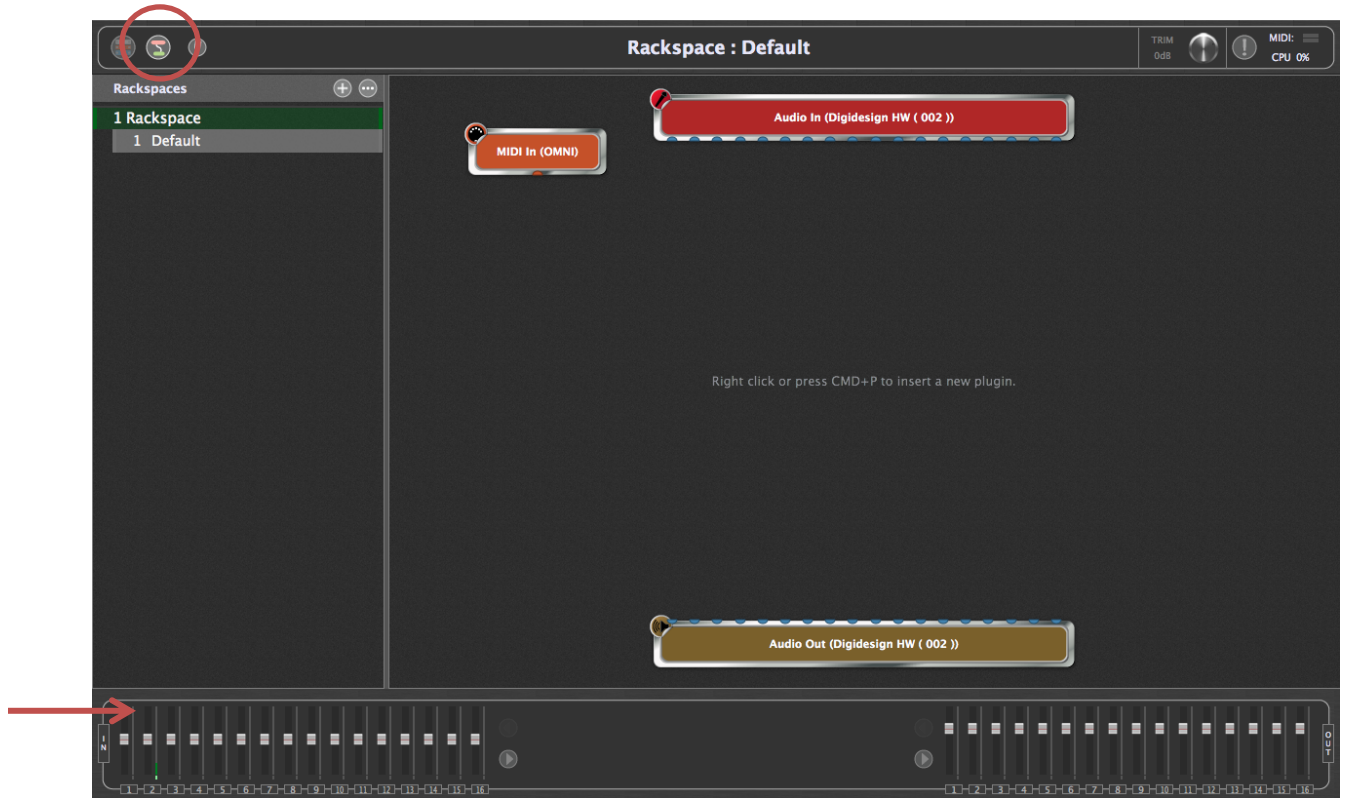 Rackspace : Default
TRIM
0dB
MIDI:
CPU 0%
Rackspaces
1 Rackspace
1 Default
MIDI In (OMNI)
Audio In (Digidesign HW ( 002 ))
Right click or press CMD+P to insert a new plugin.
Audio Out (Digidesign HW ( 002 ))
IN
OUT
1 2 3 4 5 6 7 8 9 10 11 12 13 14 15 16
1 2 3 4 5 6 7 8 9 10 11 12 13 14 15 16